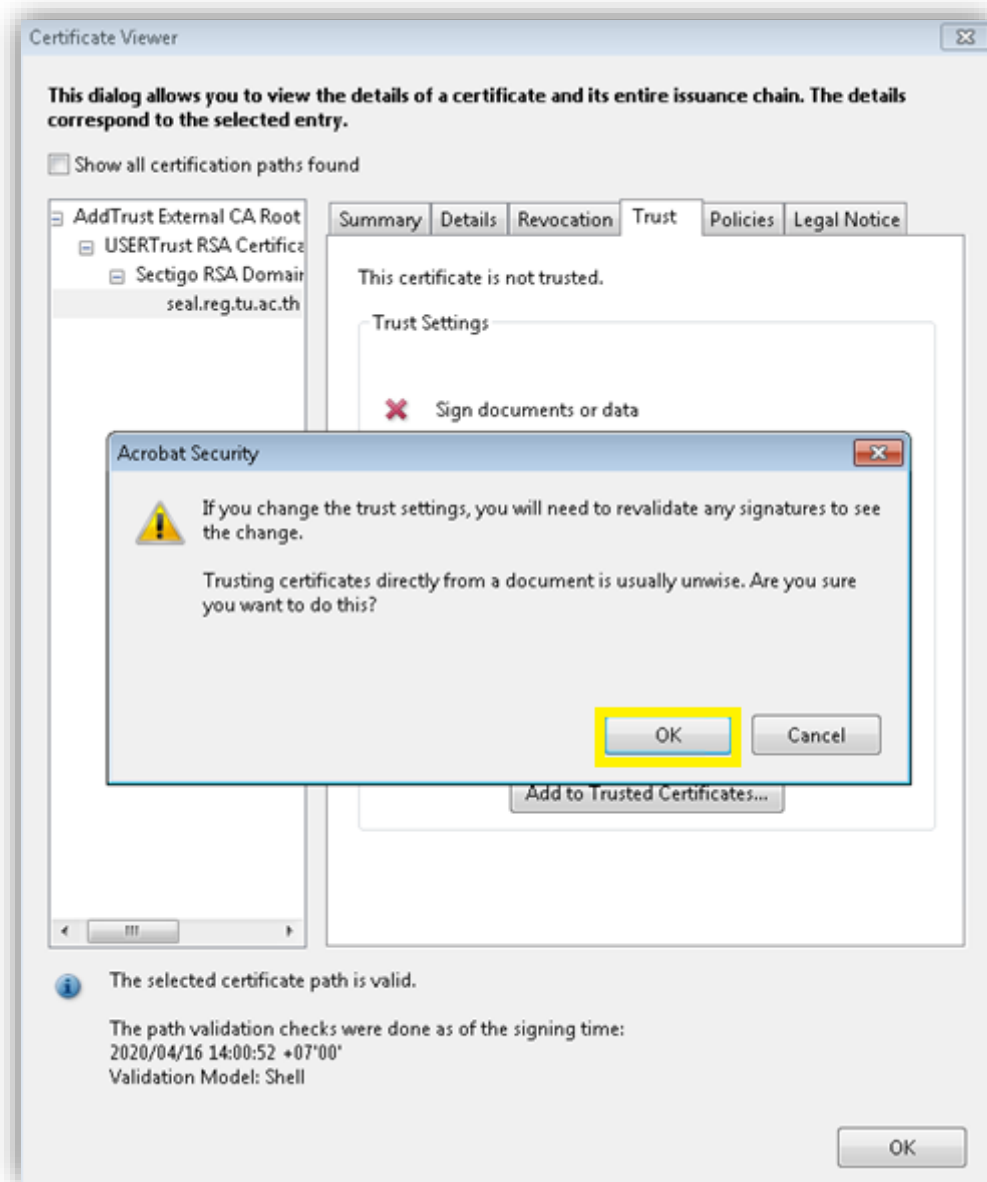 Certificate Viewer
This dialog allows you to view the details of a certificate and its entire issuance chain. The details
correspond to the selected entry.
Show all certification paths found
AddTrust External CA Root
USERTrust RSA Certifica
Sectigo RSA Domain
seal.reg.tu.ac.th
Summary Details Revocation Trust Policies Legal Notice
This certificate is not trusted.
Trust Settings
Sign documents or data
Acrobat Security
If you change the trust settings, you will need to revalidate any signatures to see
the change.
Trusting certificates directly from a document is usually unwise. Are you sure
you want to do this?
OK Cancel
Add to Trusted Certificates...
The selected certificate path is valid.
The path validation checks were done as of the signing time:
2020/04/16 14:00:52 +07'00'
Validation Model: Shell
OK